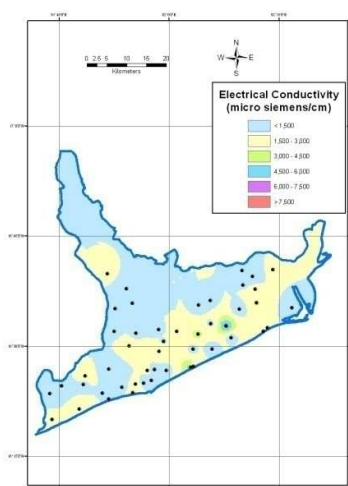 0 2.5 5 10 15 20
Kilometers
N
W E
S
Electrical Conductivity
(micro siemens/cm)
<1,500
1,500 - 3,000
3,000 - 4,500
4,500 - 6,000
6,000 - 7,500
>7,500